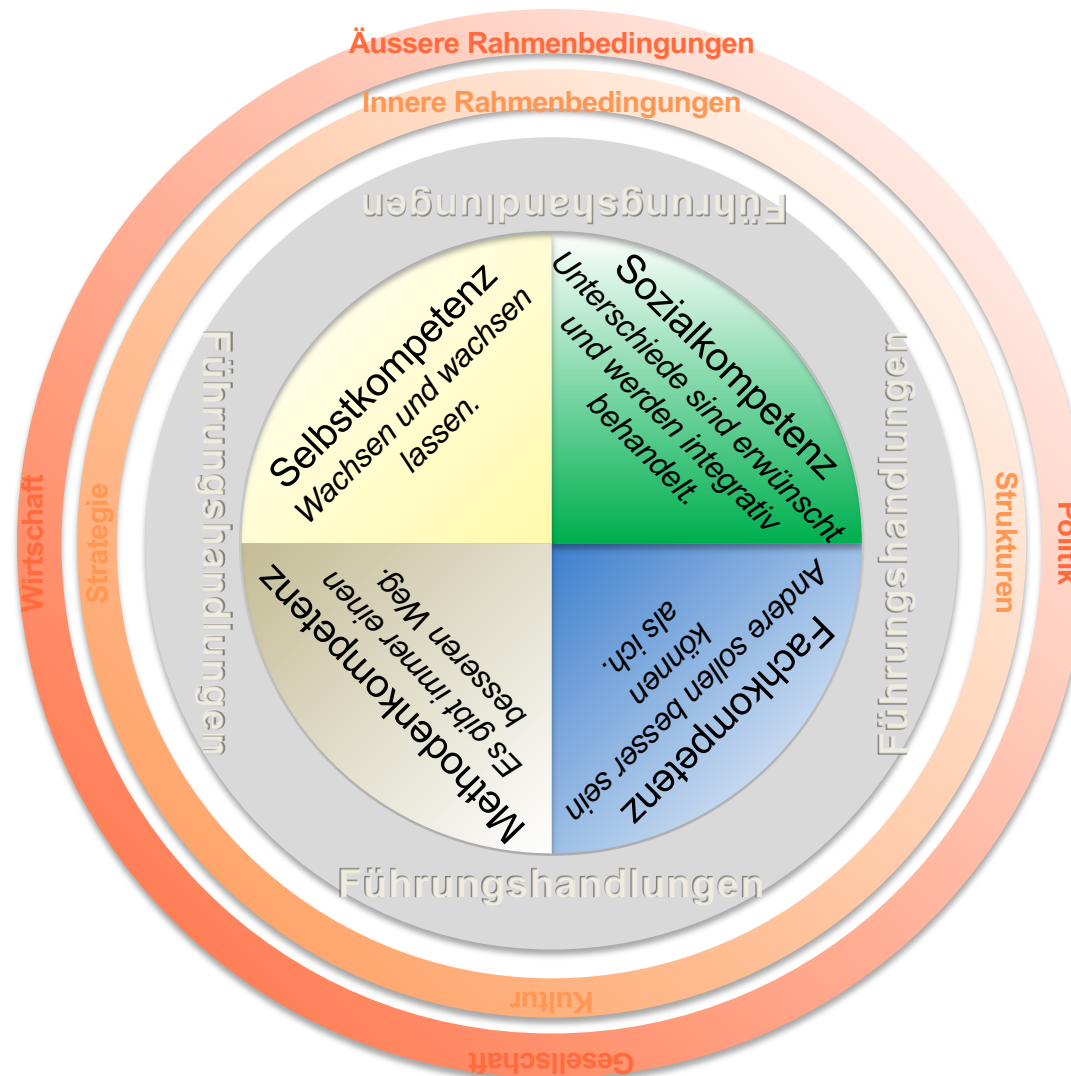 Äussere Rahmenbedingungen
Innere Rahmenbedingungen
Führungshandlungen
Selbstkompetenz
Wachsen und wachsen
lassen.
Sozialkompetenz
Unterschiede sind erwünscht
und werden integrativ
behandelt.
Führungshandlungen
Führungshandlungen
Wirtschaft
Strategie
Strukturen
Politik
Methodenkompetenz
Es gibt immer einen
besseren Weg.
Fachkompetenz
Andere sollen besser sein
können
als ich.
Führungshandlungen
Kultur
Gesellschaft